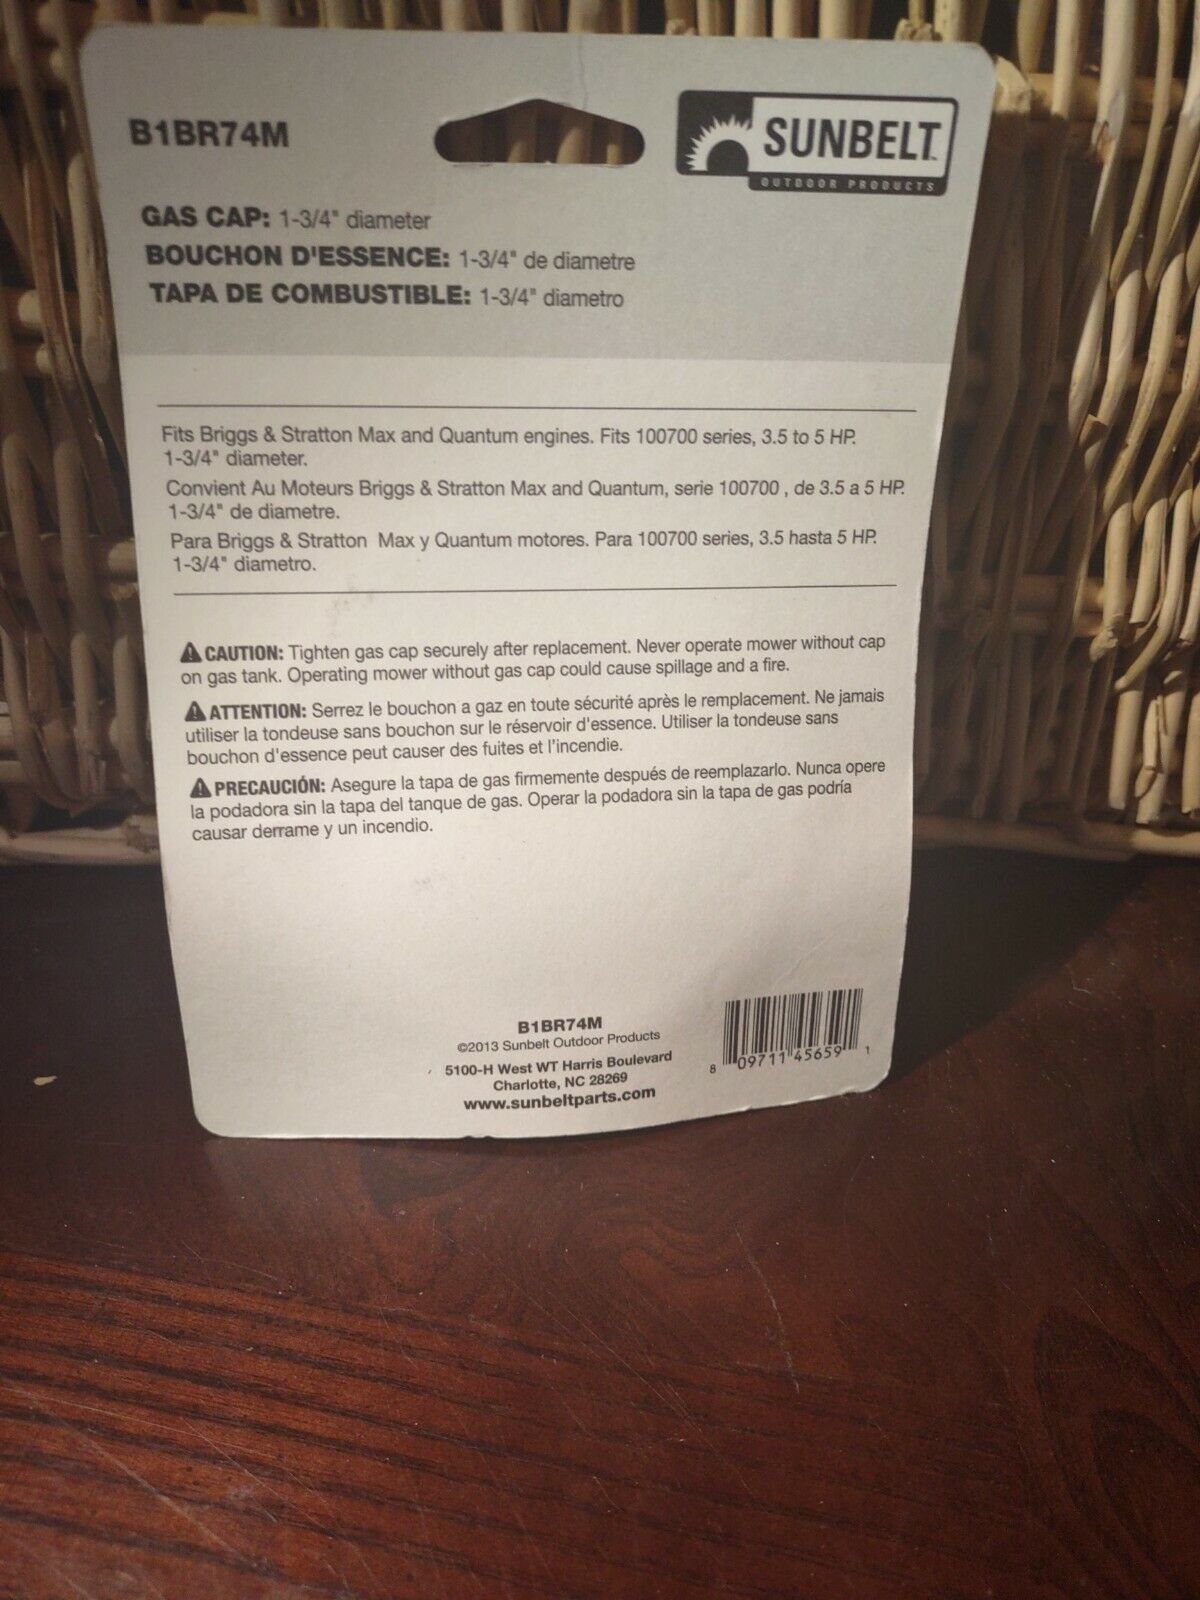 B1BR74M
SUNBELT™
OUTDOOR PRODUCTS
GAS CAP: 1-3/4" diameter
BOUCHON D'ESSENCE: 1-3/4" de diametre
TAPA DE COMBUSTIBLE: 1-3/4" diametro
Fits Briggs & Stratton Max and Quantum engines. Fits 100700 series, 3.5 to 5 HP.
1-3/4" diameter.
Convient Au Moteurs Briggs & Stratton Max and Quantum, serie 100700 , de 3.5 a 5 HP.
1-3/4" de diametre.
Para Briggs & Stratton Max y Quantum motores. Para 100700 series, 3.5 hasta 5 HP.
1-3/4" diametro.
⚠ CAUTION: Tighten gas cap securely after replacement. Never operate mower without cap
on gas tank. Operating mower without gas cap could cause spillage and a fire.
⚠ ATTENTION: Serrez le bouchon a gaz en toute sécurité après le remplacement. Ne jamais
utiliser la tondeuse sans bouchon sur le réservoir d'essence. Utiliser la tondeuse sans
bouchon d'essence peut causer des fuites et l'incendie.
⚠ PRECAUCIÓN: Asegure la tapa de gas firmemente después de reemplazarlo. Nunca opere
la podadora sin la tapa del tanque de gas. Operar la podadora sin la tapa de gas podría
causar derrame y un incendio.
B1BR74M
©2013 Sunbelt Outdoor Products
5100-H West WT Harris Boulevard
Charlotte, NC 28269
www.sunbeltparts.com
8 09711 45659 1